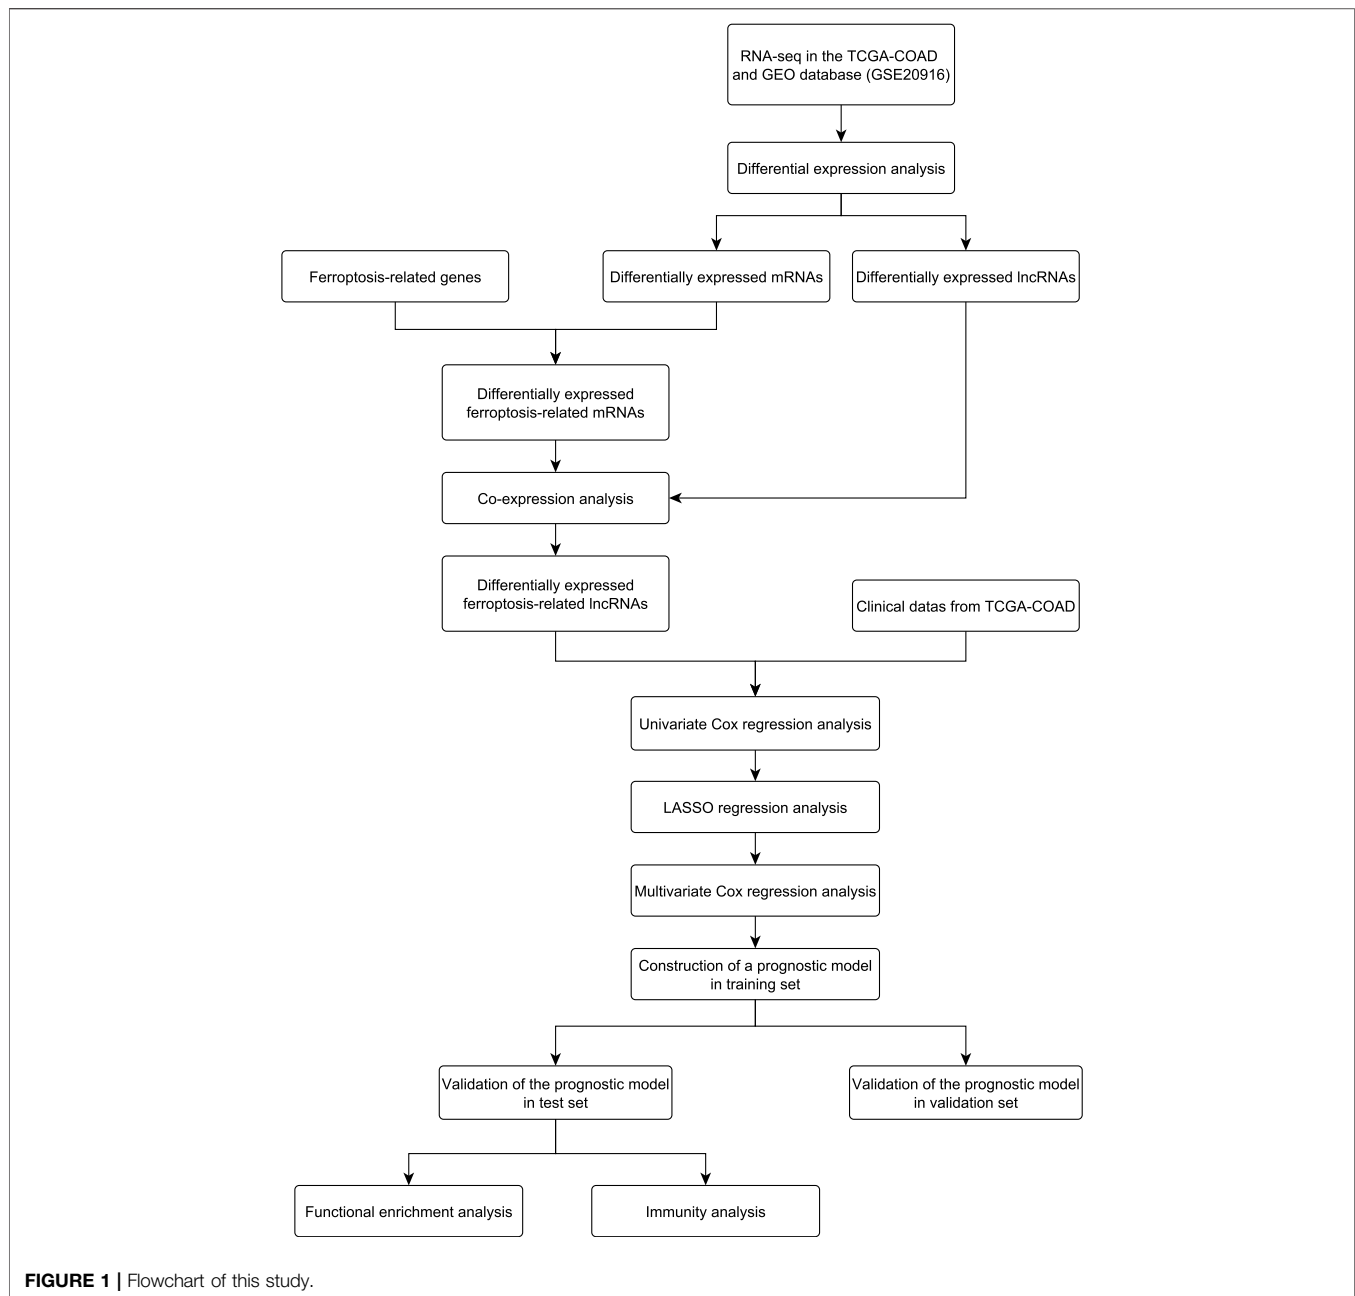 RNA-seq in the TCGA-COAD
and GEO database (GSE20916)
Differential expression analysis
Ferroptosis-related genes
Differentially expressed mRNAs
Differentially expressed lncRNAs
Differentially expressed
ferroptosis-related mRNAs
Co-expression analysis
Differentially expressed
ferroptosis-related lncRNAs
Clinical datas from TCGA-COAD
Univariate Cox regression analysis
LASSO regression analysis
Multivariate Cox regression analysis
Construction of a prognostic model
in training set
Validation of the prognostic model
in test set
Validation of the prognostic model
in validation set
Functional enrichment analysis
Immunity analysis
FIGURE 1 | Flowchart of this study.